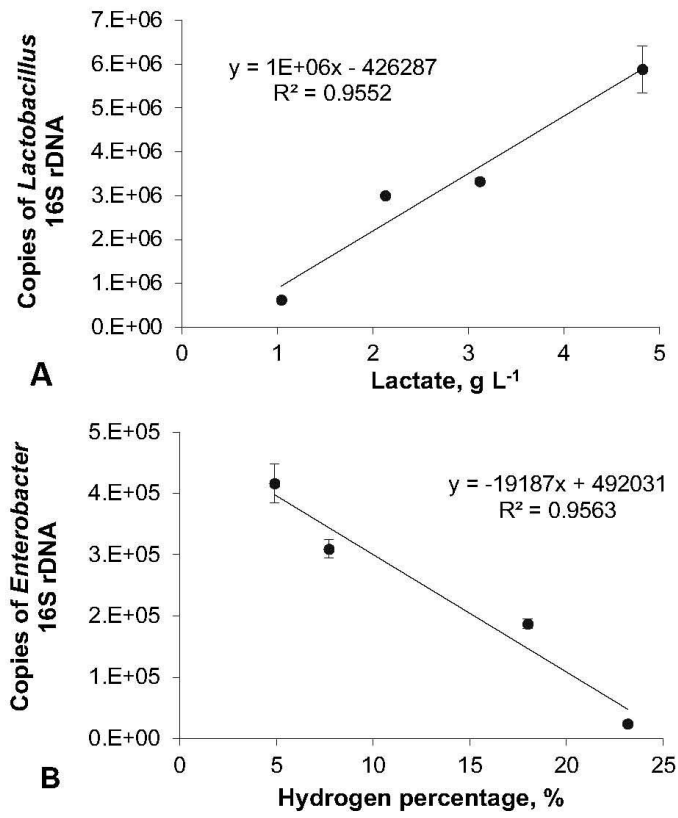 7.E+06
6.E+06
5.E+06
4.E+06
3.E+06
2.E+06
1.E+06
0.E+00
Copies of Lactobacillus
16S rDNA
y = 1E+06x - 426287
R² = 0.9552
0 1 2 3 4 5
Lactate, g L⁻¹
A
5.E+05
4.E+05
3.E+05
2.E+05
1.E+05
0.E+00
Copies of Enterobacter
16S rDNA
y = -19187x + 492031
R² = 0.9563
0 5 10 15 20 25
Hydrogen percentage, %
B